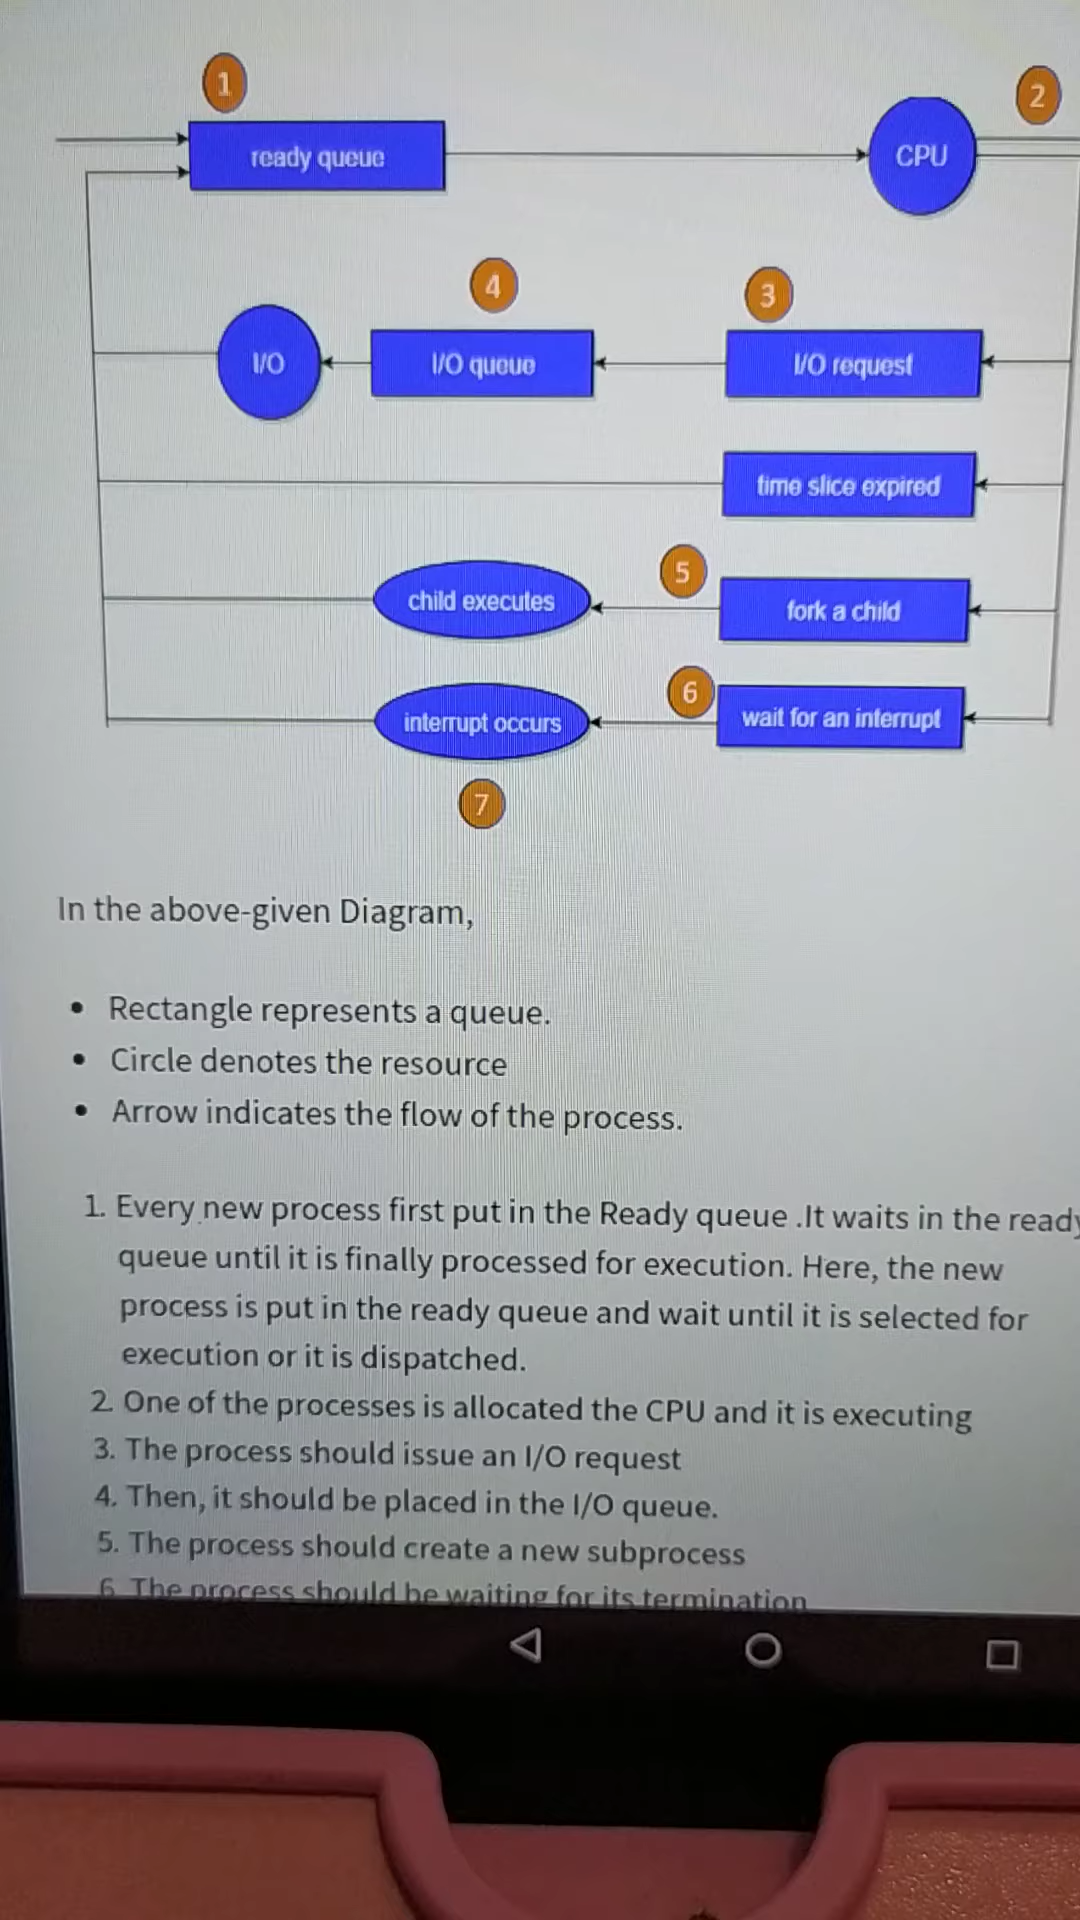 1
2
ready queue
CPU
4
3
I/O
I/O queue
I/O request
time slice expired
5
child executes
fork a child
6
interrupt occurs
wait for an interrupt
7
In the above-given Diagram,
• Rectangle represents a queue.
• Circle denotes the resource
• Arrow indicates the flow of the process.
1. Every new process first put in the Ready queue .It waits in the ready
queue until it is finally processed for execution. Here, the new
process is put in the ready queue and wait until it is selected for
execution or it is dispatched.
2. One of the processes is allocated the CPU and it is executing
3. The process should issue an I/O request
4. Then, it should be placed in the I/O queue.
5. The process should create a new subprocess
6. The process should be waiting for its termination